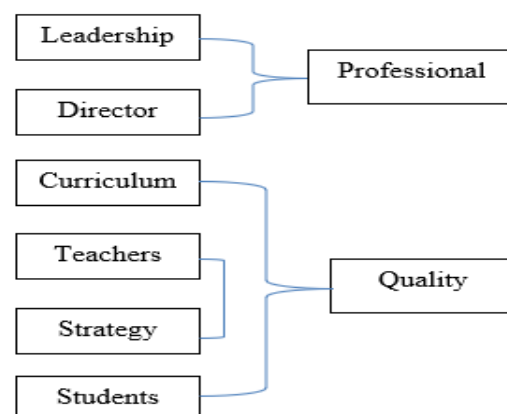 Leadership
Professional
Director
Curriculum
Teachers
Quality
Strategy
Students